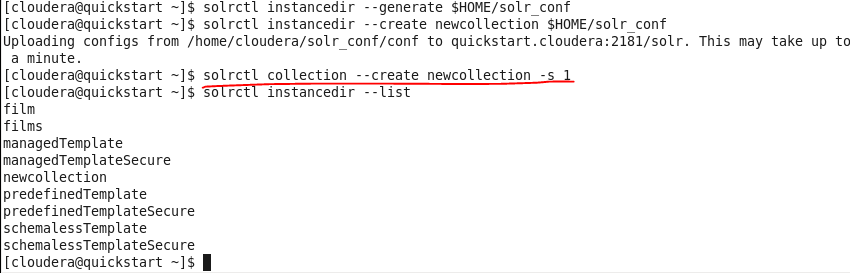 [cloudera@quickstart ~]$ solrctl instancedir --generate $HOME/solr_conf
[cloudera@quickstart ~]$ solrctl instancedir --create newcollection $HOME/solr_conf
Uploading configs from /home/cloudera/solr_conf/conf to quickstart.cloudera:2181/solr. This may take up to
 a minute.
[cloudera@quickstart ~]$ solrctl collection --create newcollection -s 1
[cloudera@quickstart ~]$ solrctl instancedir --list
film
films
managedTemplate
managedTemplateSecure
newcollection
predefinedTemplate
predefinedTemplateSecure
schemalessTemplate
schemalessTemplateSecure
[cloudera@quickstart ~]$